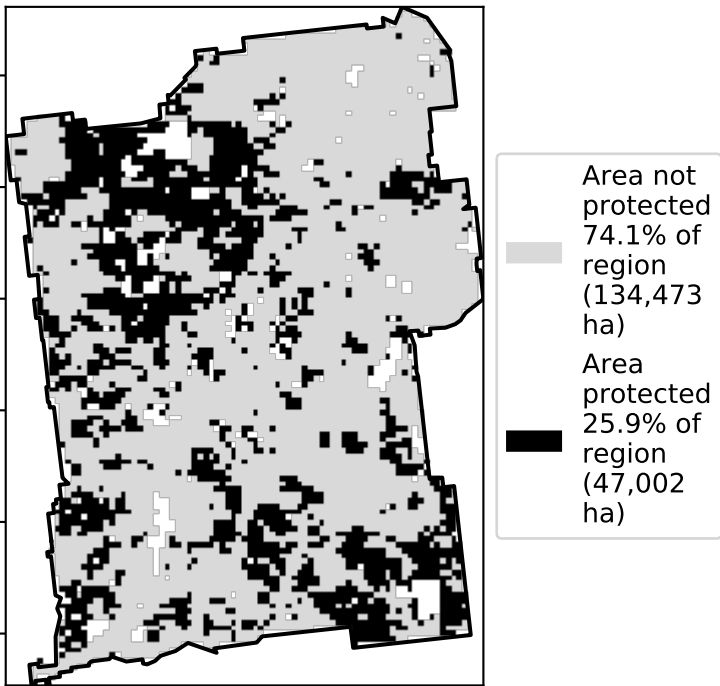 Area not
protected
74.1% of
region
(134,473
ha)
Area
protected
25.9% of
region
(47,002
ha)